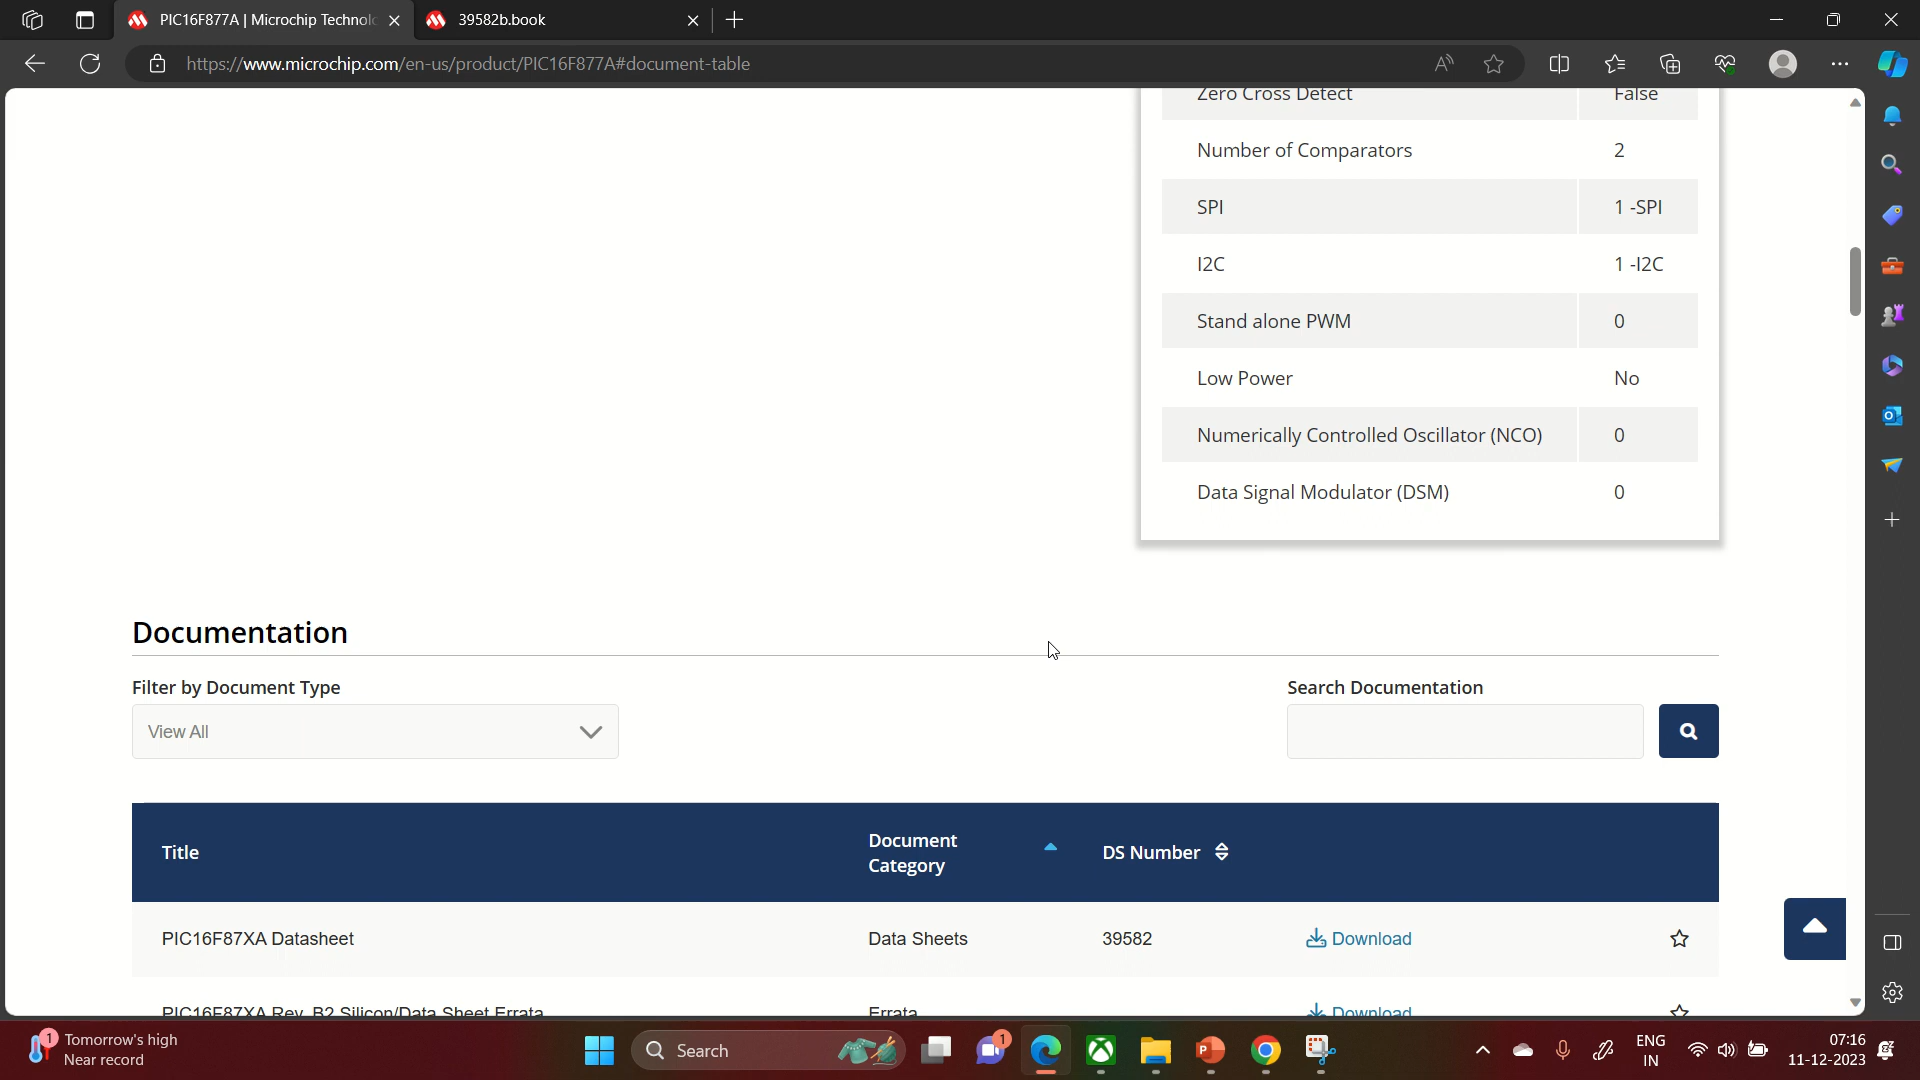 PIC16F877A | Microchip Technolo
39582b.book
https://www.microchip.com/en-us/product/PIC16F877A#document-table
Zero Cross Detect False
Number of Comparators 2
SPI 1 -SPI
I2C 1 -I2C
Stand alone PWM 0
Low Power No
Numerically Controlled Oscillator (NCO) 0
Data Signal Modulator (DSM) 0
Documentation
Filter by Document Type
Search Documentation
View All
Title Document Category DS Number
PIC16F87XA Datasheet Data Sheets 39582 Download
PIC16F87XA Rev. B2 Silicon/Data Sheet Errata Errata Download
1 Tomorrow's high
Near record
Search
1
ENG
IN
07:16
11-12-2023